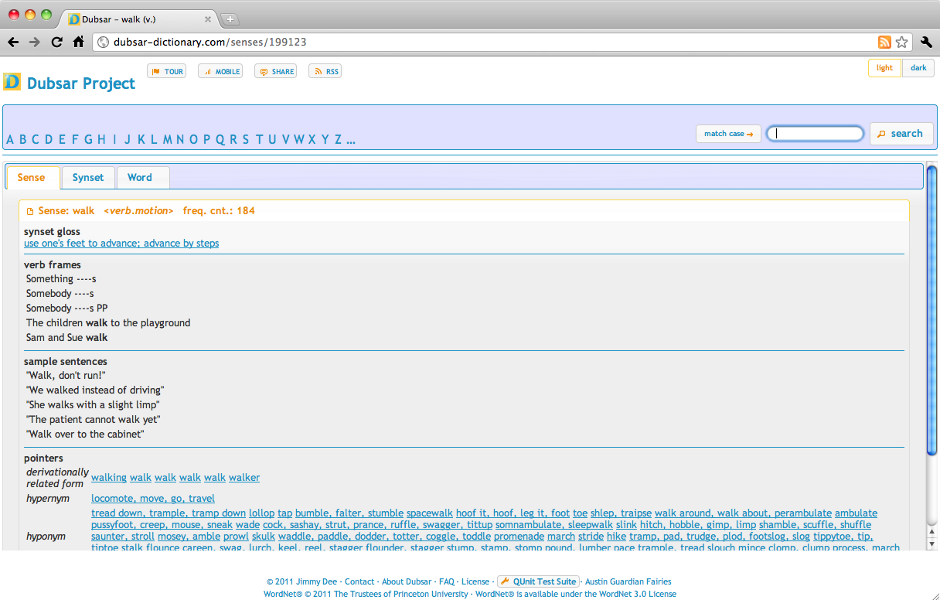 Dubsar - walk (v.)
dubsar-dictionary.com/senses/199123
TOUR MOBILE SHARE RSS
light dark
D Dubsar Project
A B C D E F G H I J K L M N O P Q R S T U V W X Y Z ...
match case → search
Sense Synset Word
Sense: walk <verb.motion> freq. cnt.: 184
synset gloss
use one's feet to advance; advance by steps
verb frames
Something ----s
Somebody ----s
Somebody ----s PP
The children walk to the playground
Sam and Sue walk
sample sentences
"Walk, don't run!"
"We walked instead of driving"
"She walks with a slight limp"
"The patient cannot walk yet"
"Walk over to the cabinet"
pointers
derivationally
related form walking walk walk walk walk walker
hypernym locomote, move, go, travel
tread down, trample, tramp down lollop tap bumble, falter, stumble spacewalk hoof it, hoof, leg it, foot toe shlep, traipse walk around, walk about, perambulate ambulate
pussyfoot, creep, mouse, sneak wade cock, sashay, strut, prance, ruffle, swagger, tittup somnambulate, sleepwalk slink hitch, hobble, gimp, limp shamble, scuffle, shuffle
hyponym saunter, stroll mosey, amble prowl skulk waddle, paddle, dodder, totter, coggle, toddle promenade march stride hike tramp, pad, trudge, plod, footslog, slog tippytoe, tip,
tiptoe stalk flounce careen, swag, lurch, keel, reel, stagger flounder, stagger stump, stamp, stomp pound, lumber pace trample, tread slouch mince clomp, clump process, march
© 2011 Jimmy Dee · Contact · About Dubsar · FAQ · License · QUnit Test Suite · Austin Guardian Fairies
WordNet® © 2011 The Trustees of Princeton University · WordNet® is available under the WordNet 3.0 License